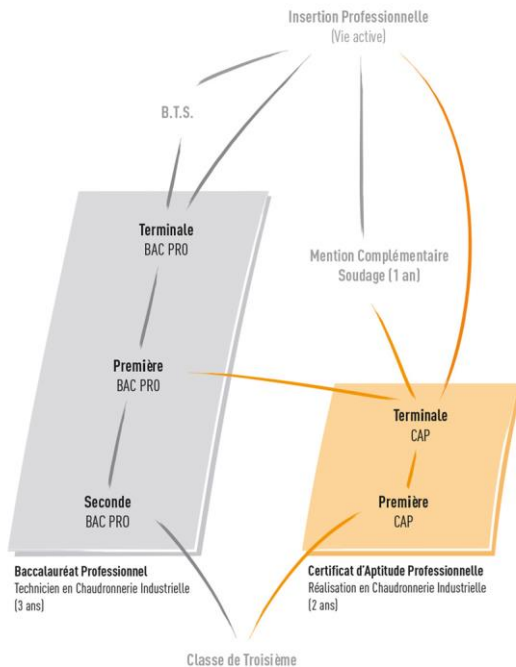 Insertion Professionnelle
(Vie active)
B.T.S.
Terminale
BAC PRO
Mention Complémentaire
Soudage (1 an)
Première
BAC PRO
Terminale
CAP
Seconde
BAC PRO
Première
CAP
Baccalauréat Professionnel
Technicien en Chaudronnerie Industrielle
(3 ans)
Certificat d'Aptitude Professionnelle
Réalisation en Chaudronnerie Industrielle
(2 ans)
Classe de Troisième